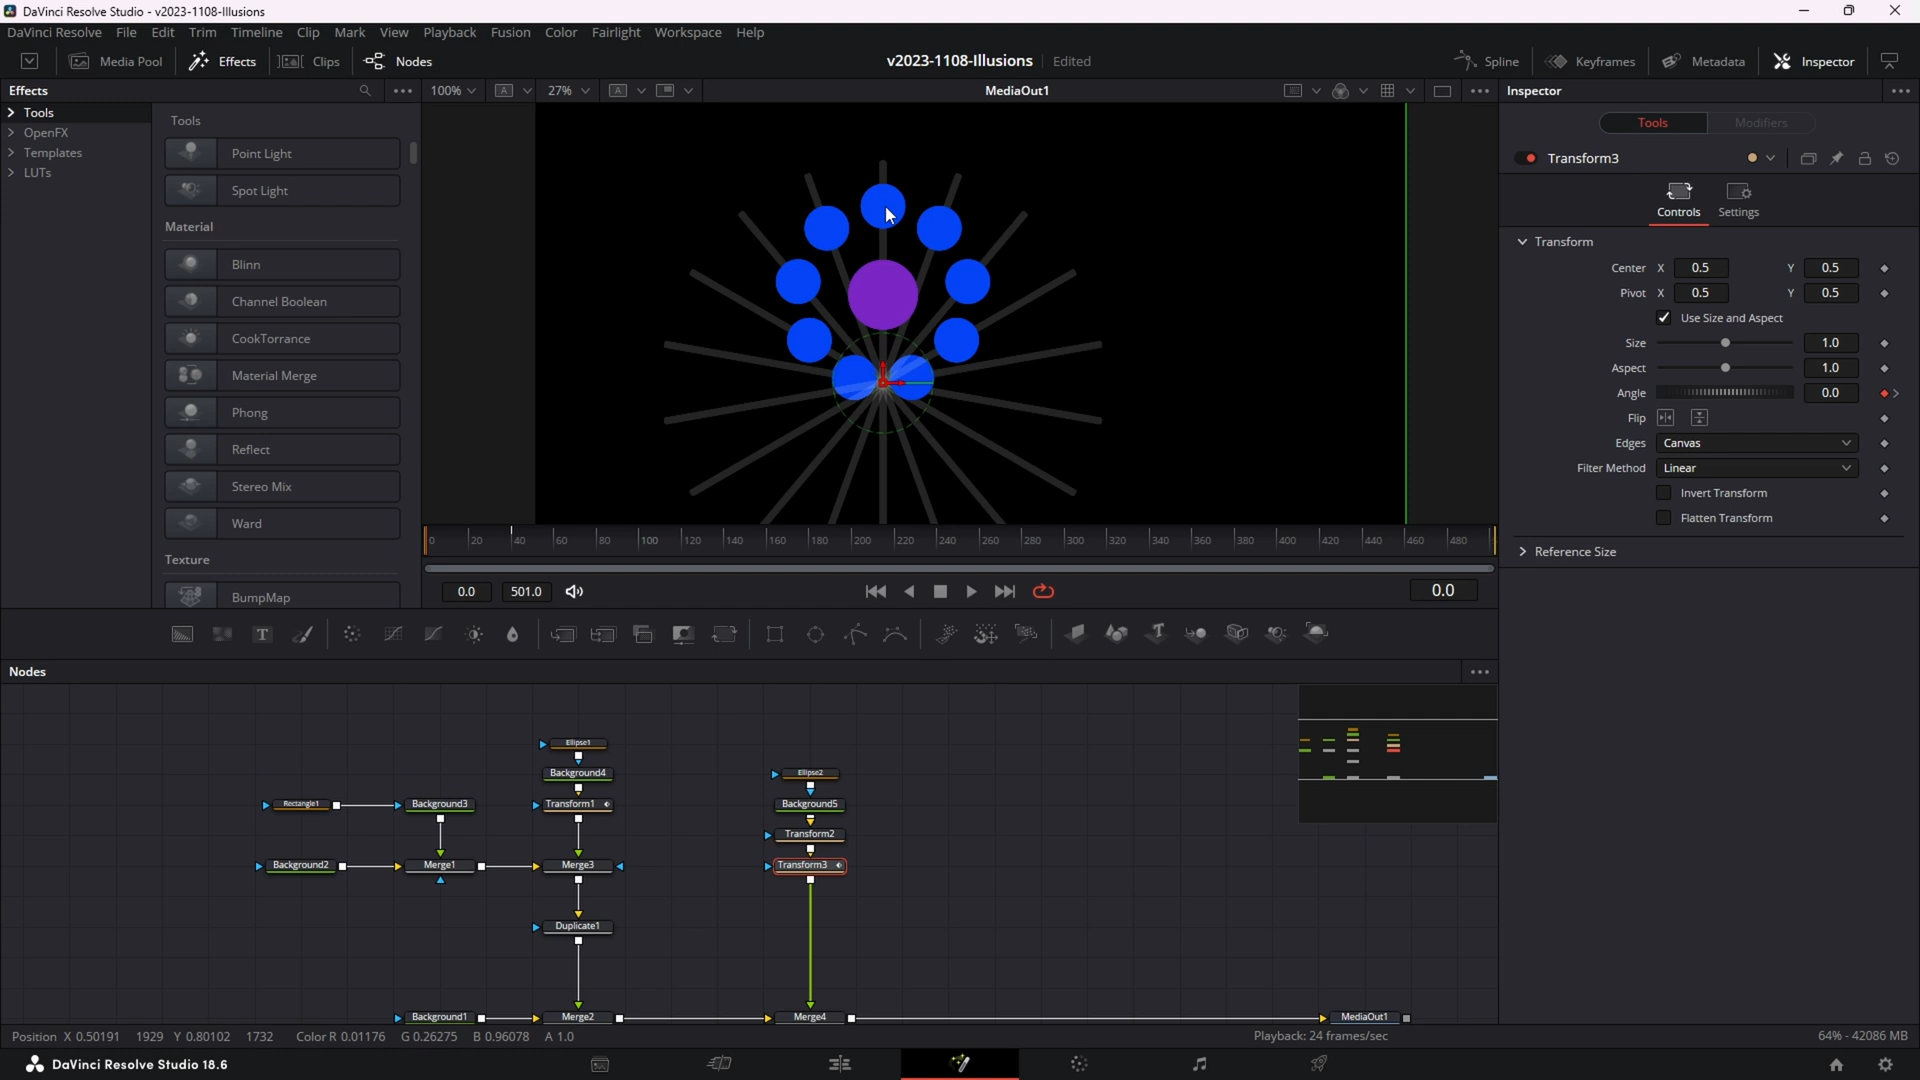 DaVinci Resolve Studio - v2023-1108-Illusions
DaVinci Resolve File Edit Trim Timeline Clip Mark View Playback Fusion Color Fairlight Workspace Help
Media Pool Effects Clips Nodes v2023-1108-Illusions Edited Spline Keyframes Metadata Inspector
Effects 100% A 27% A MediaOut1 Inspector
Tools
OpenFX
Templates
LUTs
Tools
Point Light
Spot Light
Material
Blinn
Channel Boolean
CookTorrance
Material Merge
Phong
Reflect
Stereo Mix
Ward
Texture
BumpMap
0 20 40 60 80 100 120 140 160 180 200 220 240 260 280 300 320 340 360 380 400 420 440 460 480
0.0 501.0 0.0
Tools Modifiers
Transform3
Controls Settings
Transform
Center X 0.5 Y 0.5
Pivot X 0.5 Y 0.5
Use Size and Aspect
Size 1.0
Aspect 1.0
Angle 0.0
Flip
Edges Canvas
Filter Method Linear
Invert Transform
Flatten Transform
Reference Size
T T
Nodes
Ellipse1
Background4
Ellipse2
Rectangle1 Background3 Transform1 Background5
Transform2
Background2 Merge1 Merge3 Transform3
Duplicate1
Background1 Merge2 Merge4 MediaOut1
Position X 0.50191 1929 Y 0.80102 1732 Color R 0.01176 G 0.26275 B 0.96078 A 1.0 Playback: 24 frames/sec 64% - 42086 MB
DaVinci Resolve Studio 18.6